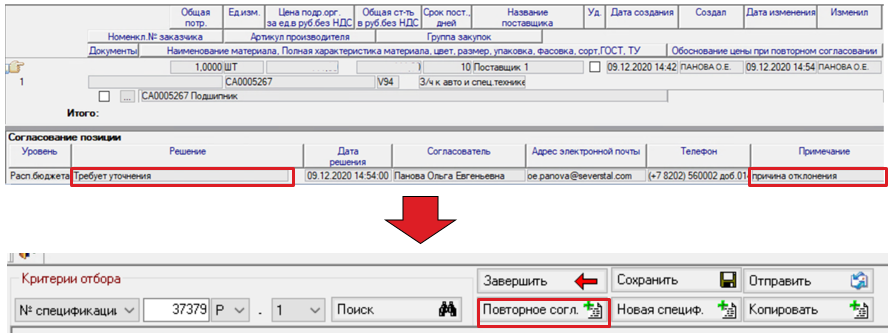 Общая потр. Ед.изм. Цена подр.орг. за ед.в руб.без НДС Общая ст-ть в руб.без НДС Срок пост., дней Название поставщика Уд. Дата создания Создал Дата изменения Изменил
Номенкл.№ заказчика Артикул производителя Группа закупок
Документы Наименование материала, Полная характеристика материала, цвет, размер, упаковка, фасовка, сорт,ГОСТ, ТУ Обоснование цены при повторном согласовании
1,0000 ШТ 10 Поставщик 1 09.12.2020 14:42 ПАНОВА О.Е. 09.12.2020 14:54 ПАНОВА О.Е.
1 СА0005267 V94 З/ч к авто и спец.технике
... СА0005267 Подшипник
Итого:
Согласование позиции
Уровень Решение Дата решения Согласователь Адрес электронной почты Телефон Примечание
Расп.бюджета Требует уточнения 09.12.2020 14:54:00 Панова Ольга Евгеньевна oe.panova@severstal.com (+7 8202) 560002 доб.01 причина отклонения
Критерии отбора Завершить Сохранить Отправить
№ спецификации 37379 Р . 1 Поиск Повторное согл. Новая специф. Копировать